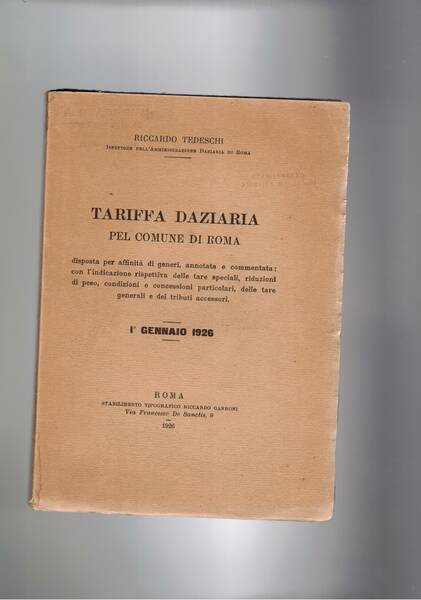 RICCARDO TEDESCHI
ISPETTORE DELL'AMMINISTRAZIONE DAZIARIA DI ROMA
TARIFFA DAZIARIA
PEL COMUNE DI ROMA
disposta per affinità di generi, annotata e commentata:
con l'indicazione rispettiva delle tare speciali, riduzioni
di peso, condizioni e concessioni particolari, delle tare
generali e dei tributi accessori.
1° GENNAIO 1926
ROMA
STABILIMENTO TIPOGRAFICO RICCARDO GARRONI
Via Francesco De Sanctis, 9
1926